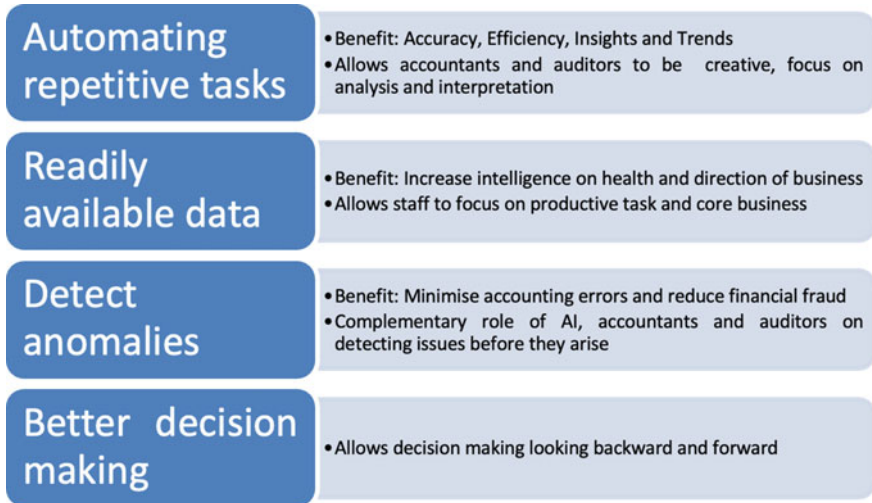 Automating
repetitive tasks
• Benefit: Accuracy, Efficiency, Insights and Trends
• Allows accountants and auditors to be creative, focus on
analysis and interpretation
Readily
available data
• Benefit: Increase intelligence on health and direction of business
• Allows staff to focus on productive task and core business
Detect
anomalies
• Benefit: Minimise accounting errors and reduce financial fraud
• Complementary role of AI, accountants and auditors on
detecting issues before they arise
Better decision
making
• Allows decision making looking backward and forward